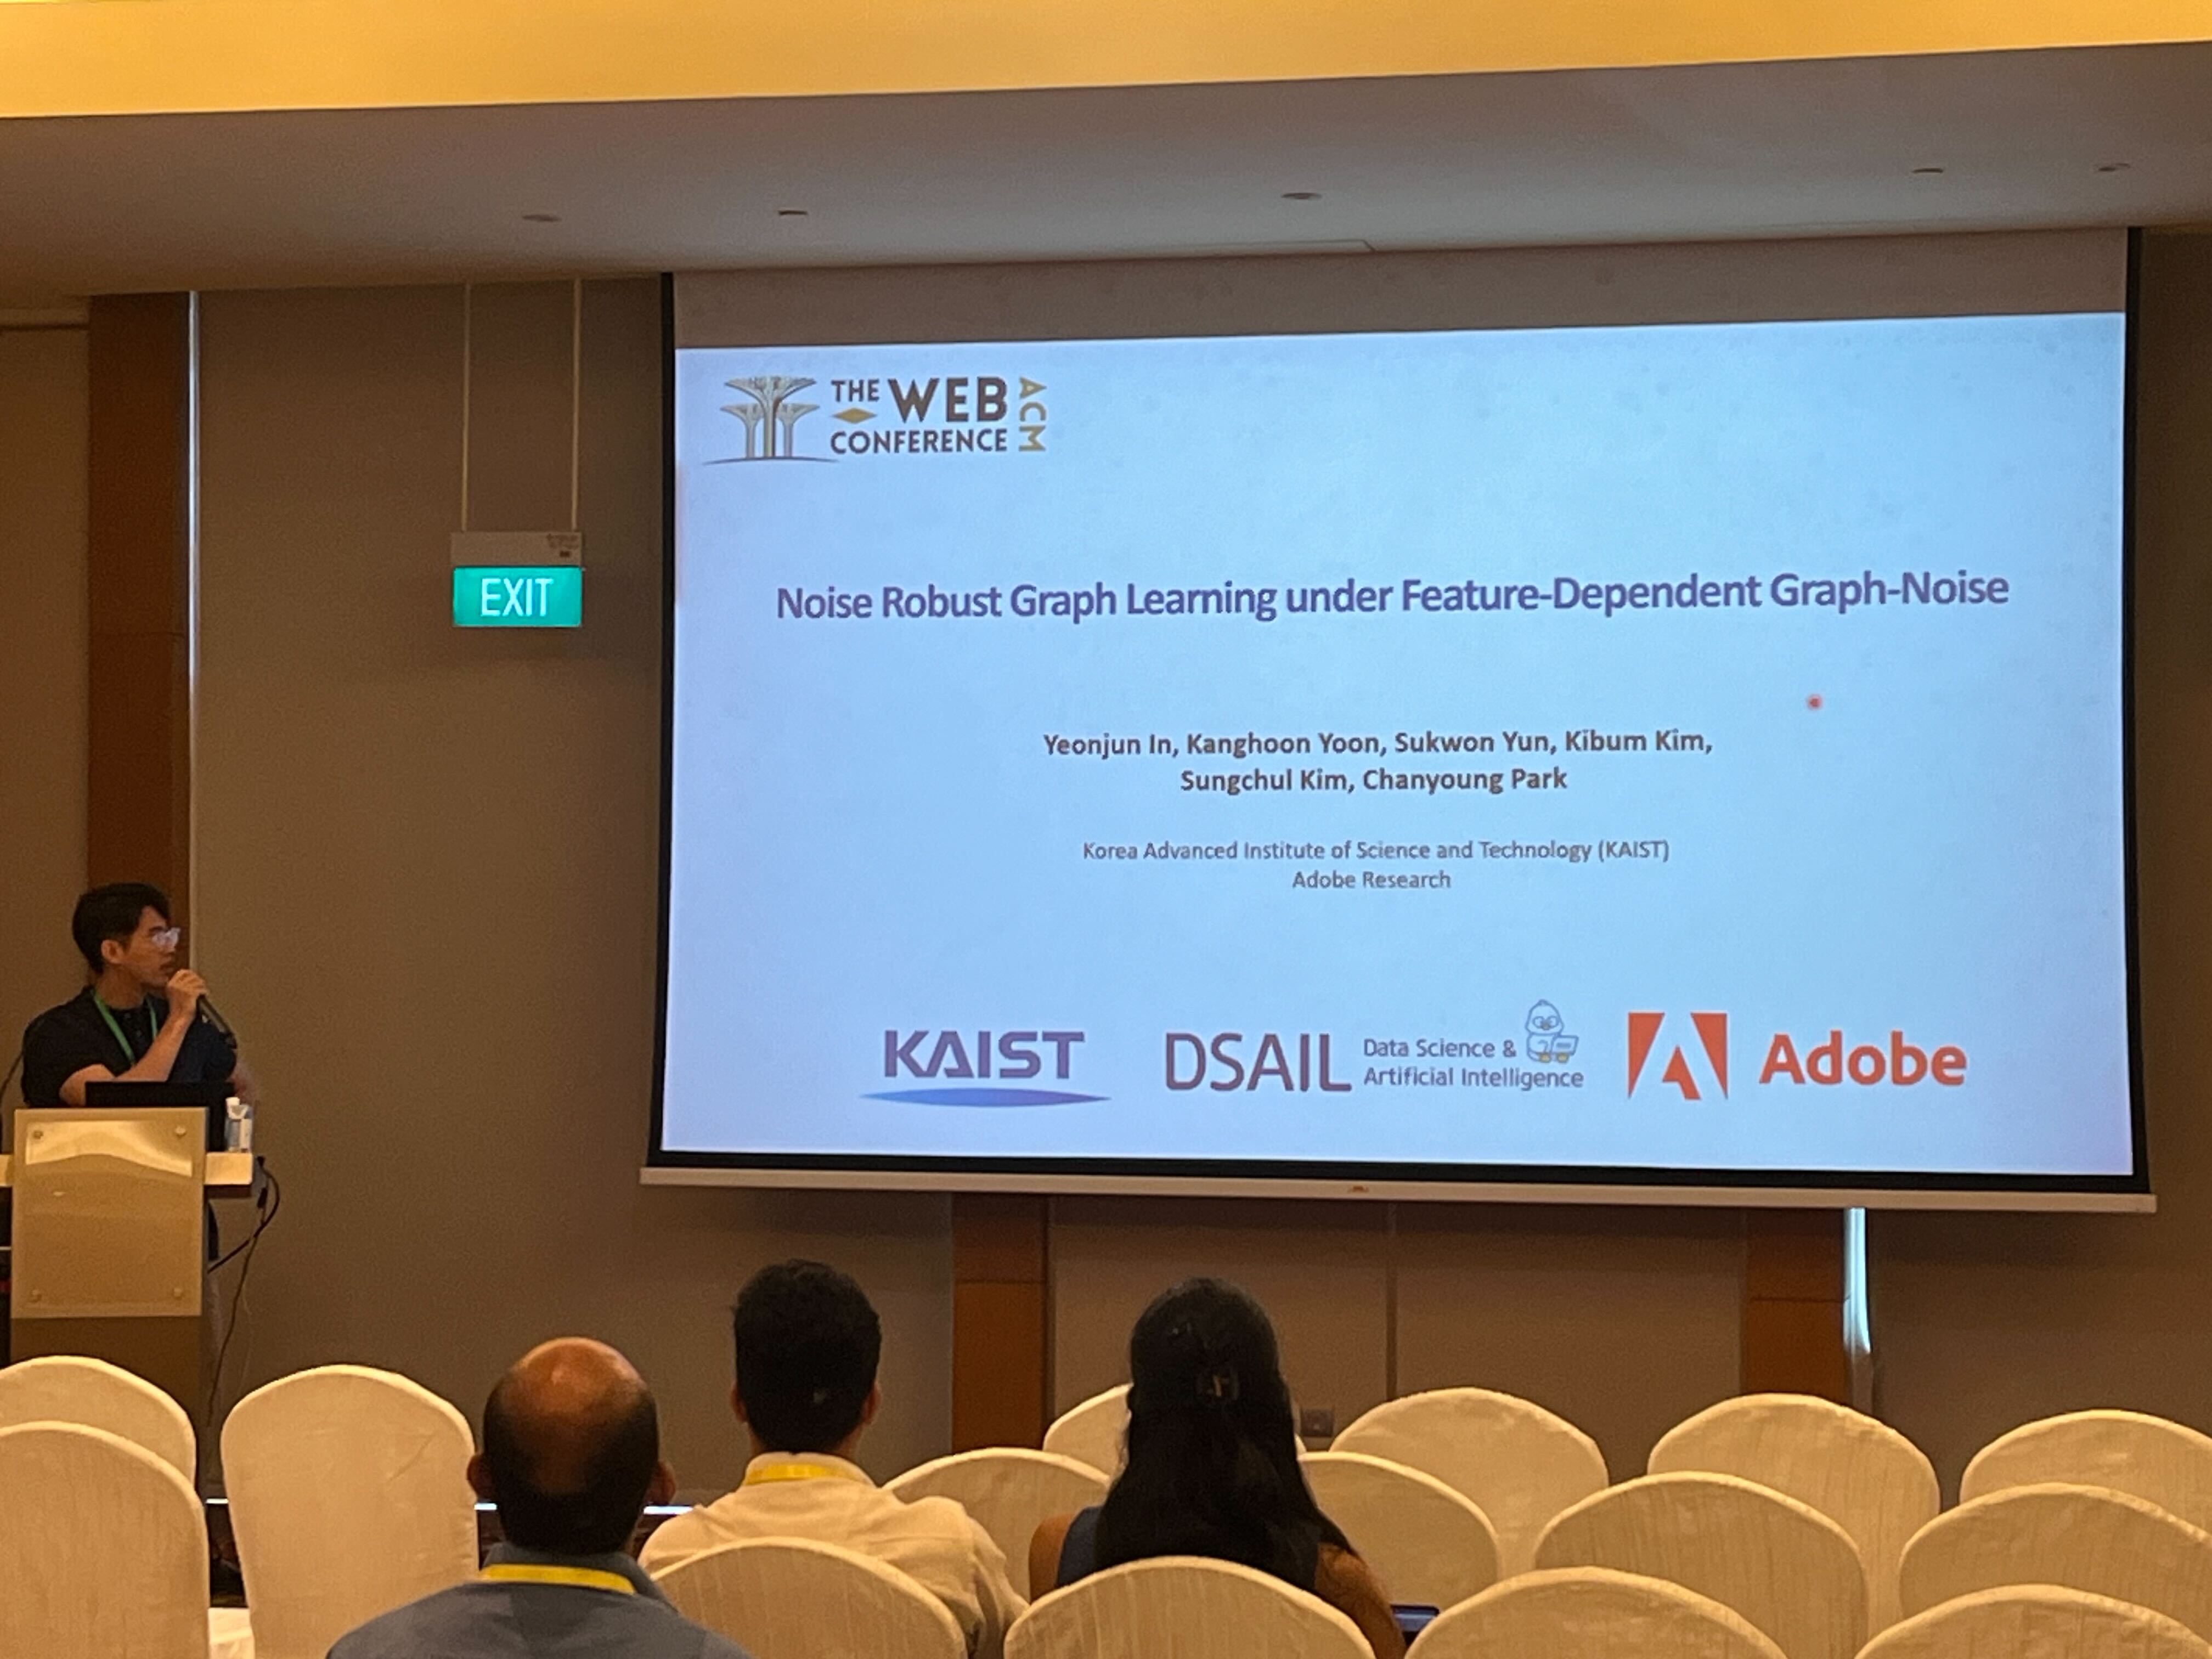 THE WEB
CONFERENCE
ACM
EXIT
Noise Robust Graph Learning under Feature-Dependent Graph-Noise
Yeonjun In, Kanghoon Yoon, Sukwon Yun, Kibum Kim,
Sungchul Kim, Chanyoung Park
Korea Advanced Institute of Science and Technology (KAIST)
Adobe Research
KAIST
DSAIL
Data Science &
Artificial Intelligence
Adobe